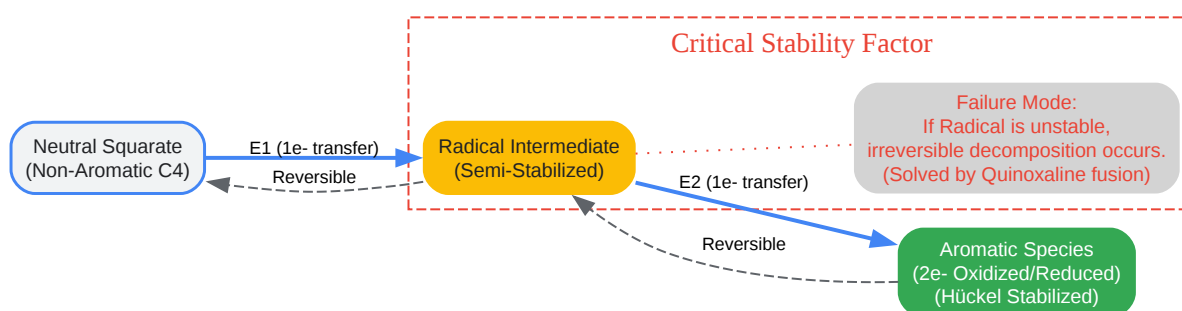 Critical Stability Factor
Neutral Squarate
(Non-Aromatic C4)
E1 (1e- transfer)
Reversible
Radical Intermediate
(Semi-Stabilized)
Failure Mode:
If Radical is unstable,
irreversible decomposition occurs.
(Solved by Quinoxaline fusion)
E2 (1e- transfer)
Reversible
Aromatic Species
(2e- Oxidized/Reduced)
(Hückel Stabilized)